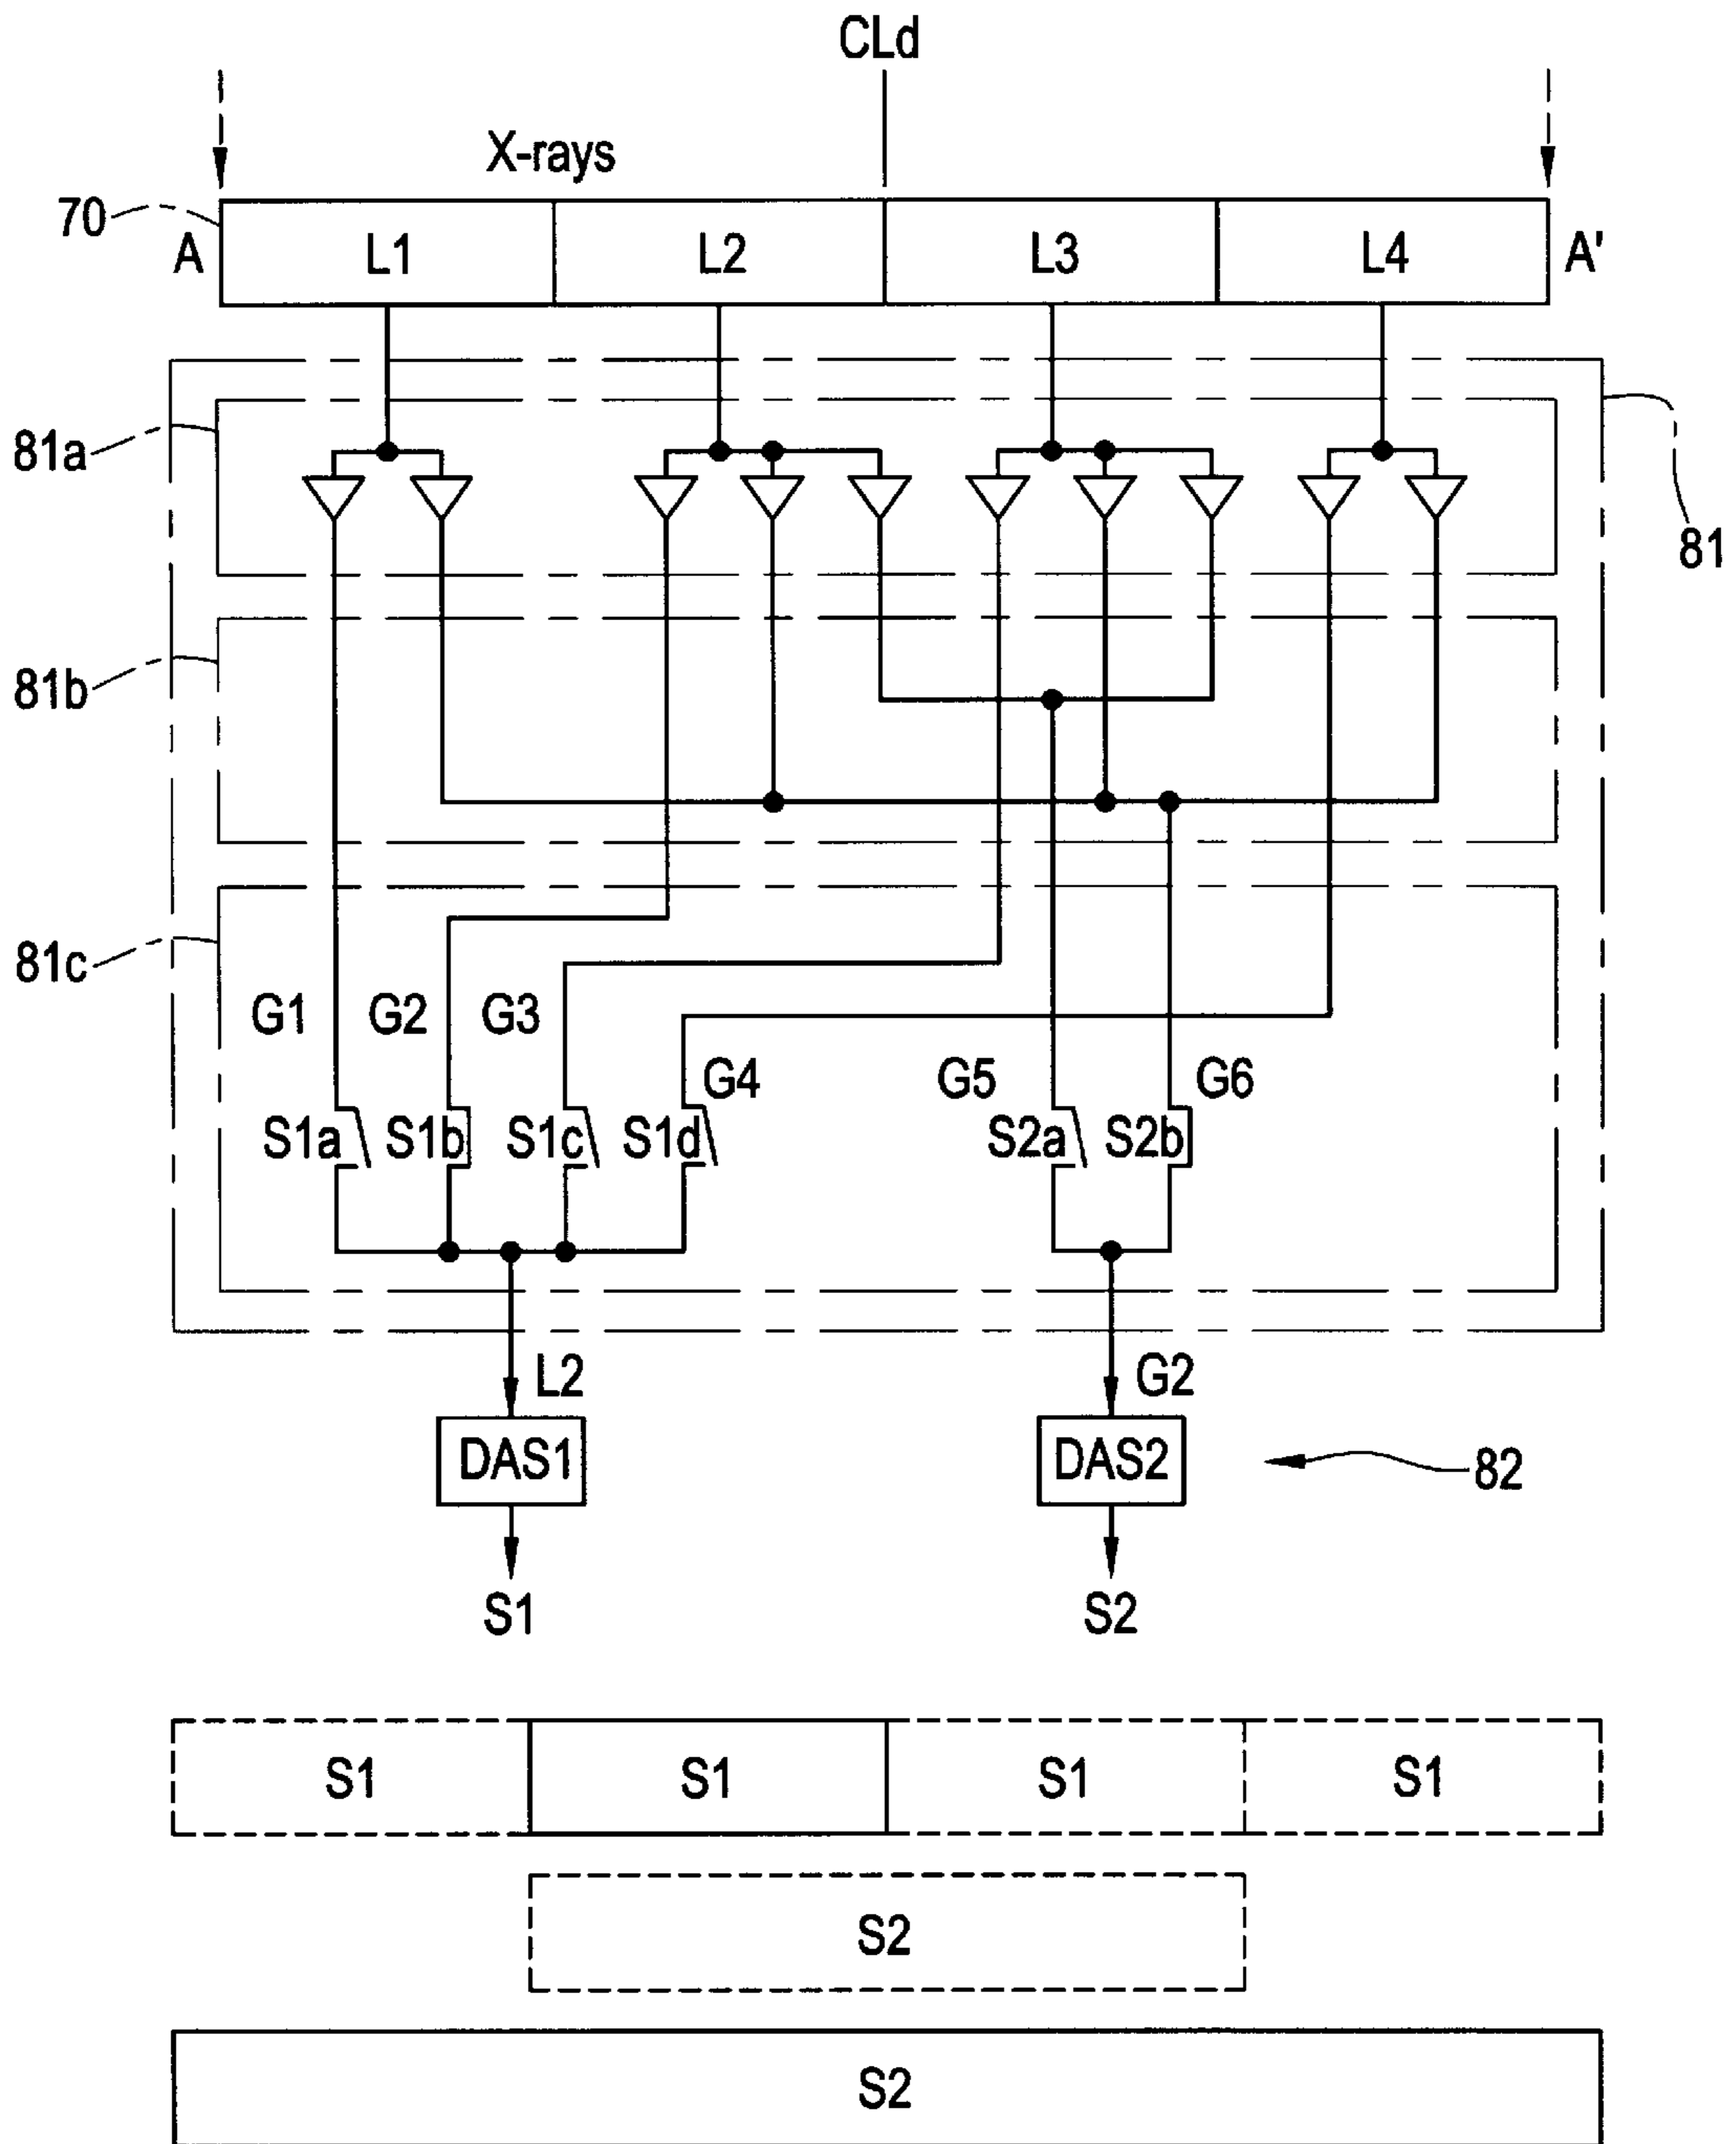 CLd
X-rays
70
A L1 L2 L3 L4 A'
81a
81
81b
81c
G1 G2 G3
G4 G5 G6
S1a S1b S1c S1d S2a S2b
L2 G2
DAS1 DAS2 82
S1 S2
S1 S1 S1 S1
S2
S2